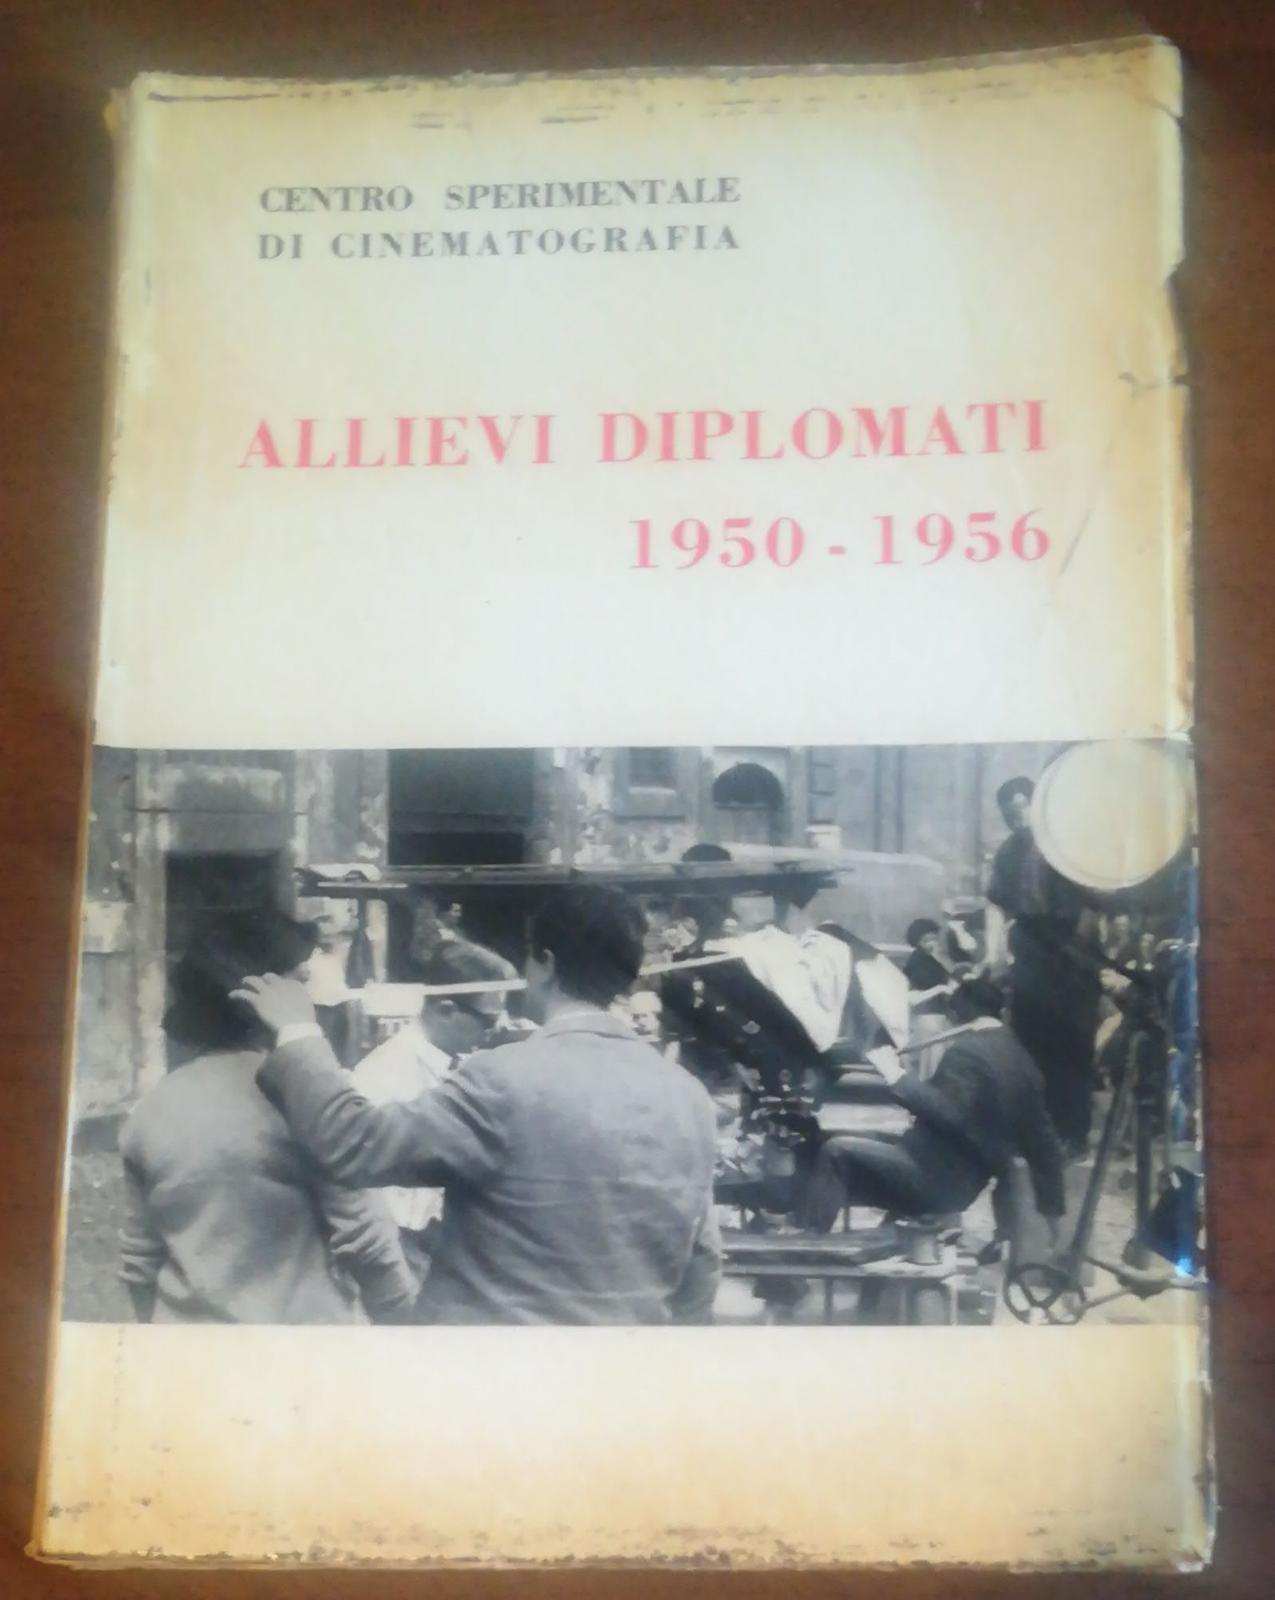 CENTRO SPERIMENTALE
DI CINEMATOGRAFIA
ALLIEVI DIPLOMATI
1950 - 1956